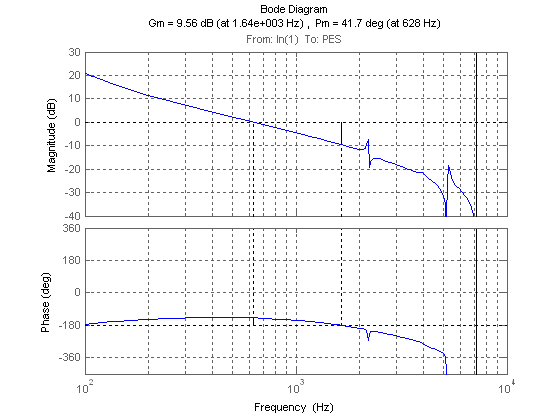 Bode Diagram
Gm = 9.56 dB (at 1.64e+003 Hz) , Pm = 41.7 deg (at 628 Hz)
From: In(1) To: PES
Magnitude (dB)
30
20
10
0
-10
-20
-30
-40
Phase (deg)
360
180
0
-180
-360
10^2
10^3
10^4
Frequency (Hz)